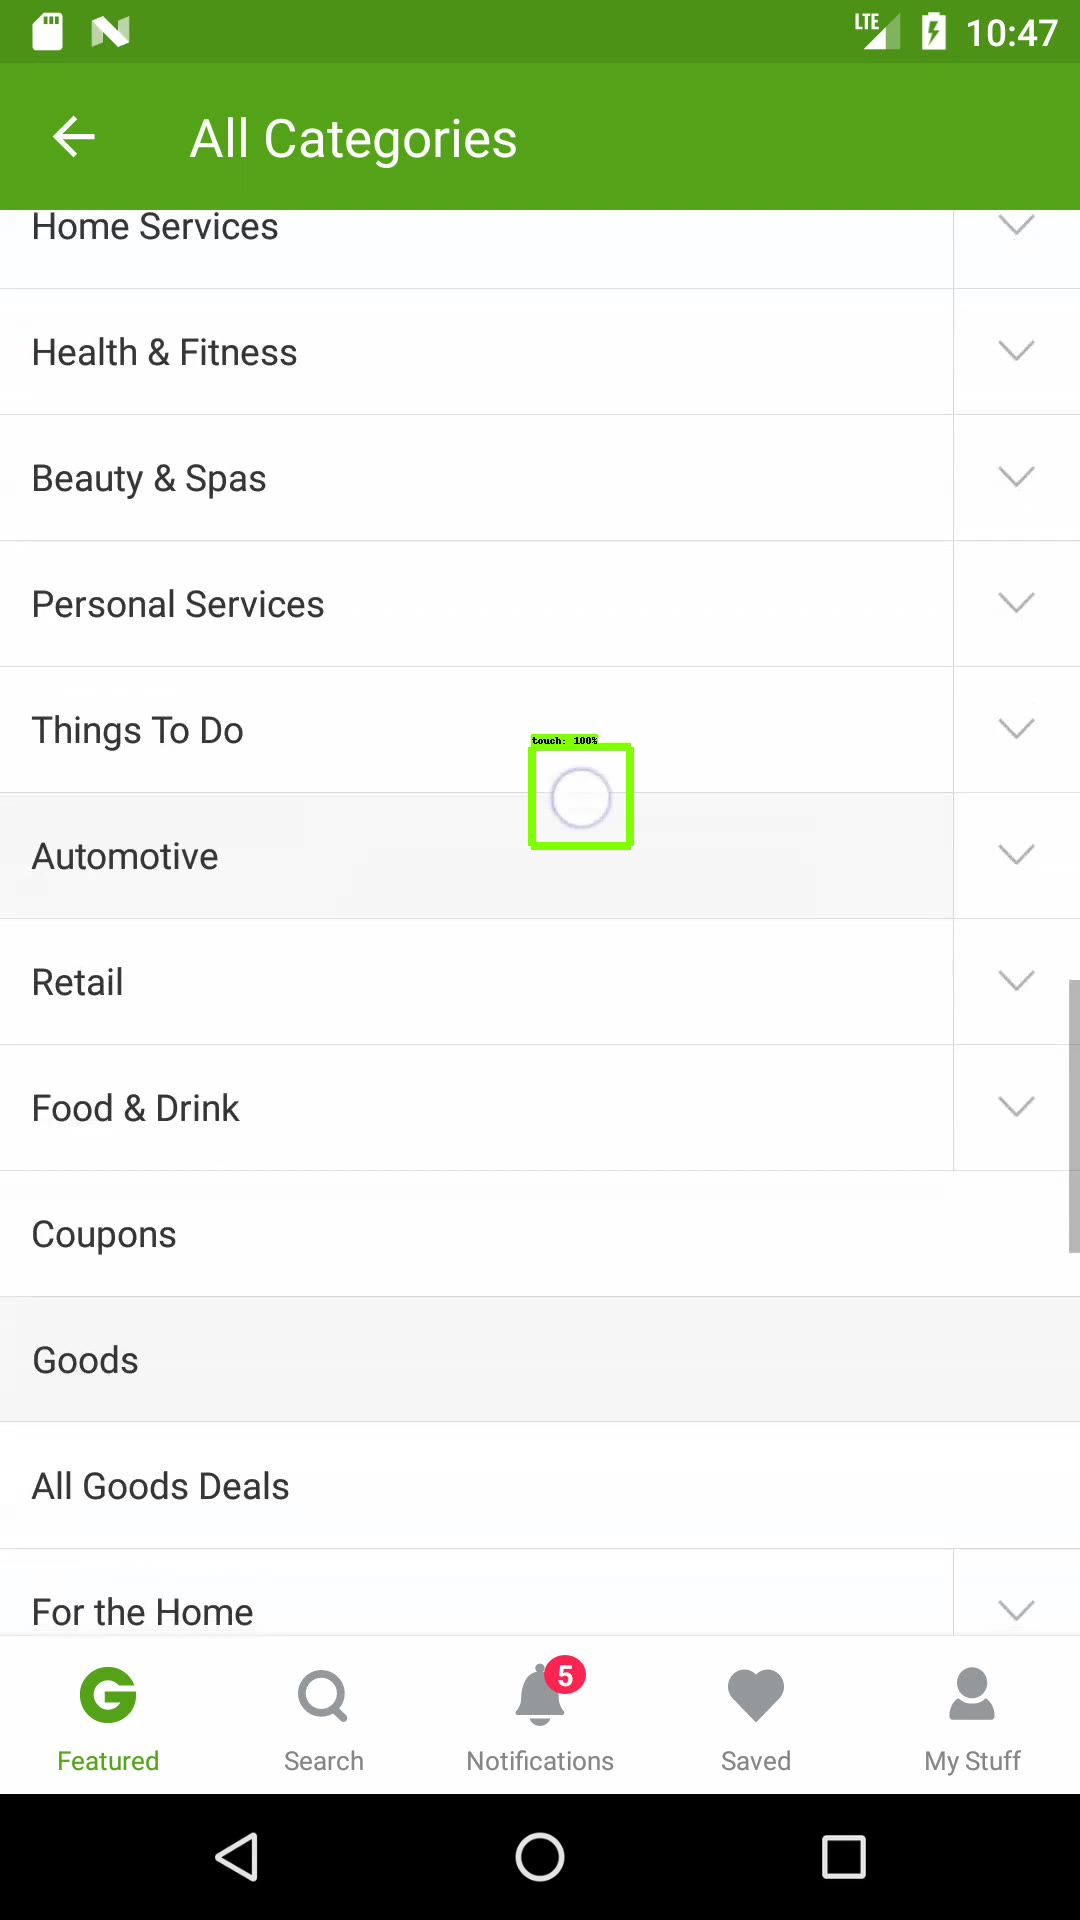 LTE 10:47
All Categories
Home Services
Health & Fitness
Beauty & Spas
Personal Services
Things To Do
touch: 100%
Automotive
Retail
Food & Drink
Coupons
Goods
All Goods Deals
For the Home
5
Featured Search Notifications Saved My Stuff